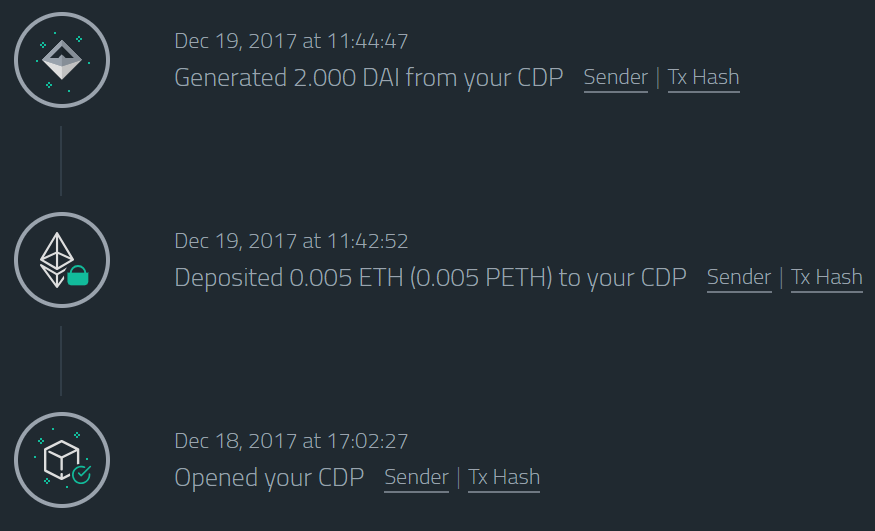 Dec 19, 2017 at 11:44:47
Generated 2.000 DAI from your CDP Sender | Tx Hash
Dec 19, 2017 at 11:42:52
Deposited 0.005 ETH (0.005 PETH) to your CDP Sender | Tx Hash
Dec 18, 2017 at 17:02:27
Opened your CDP Sender | Tx Hash